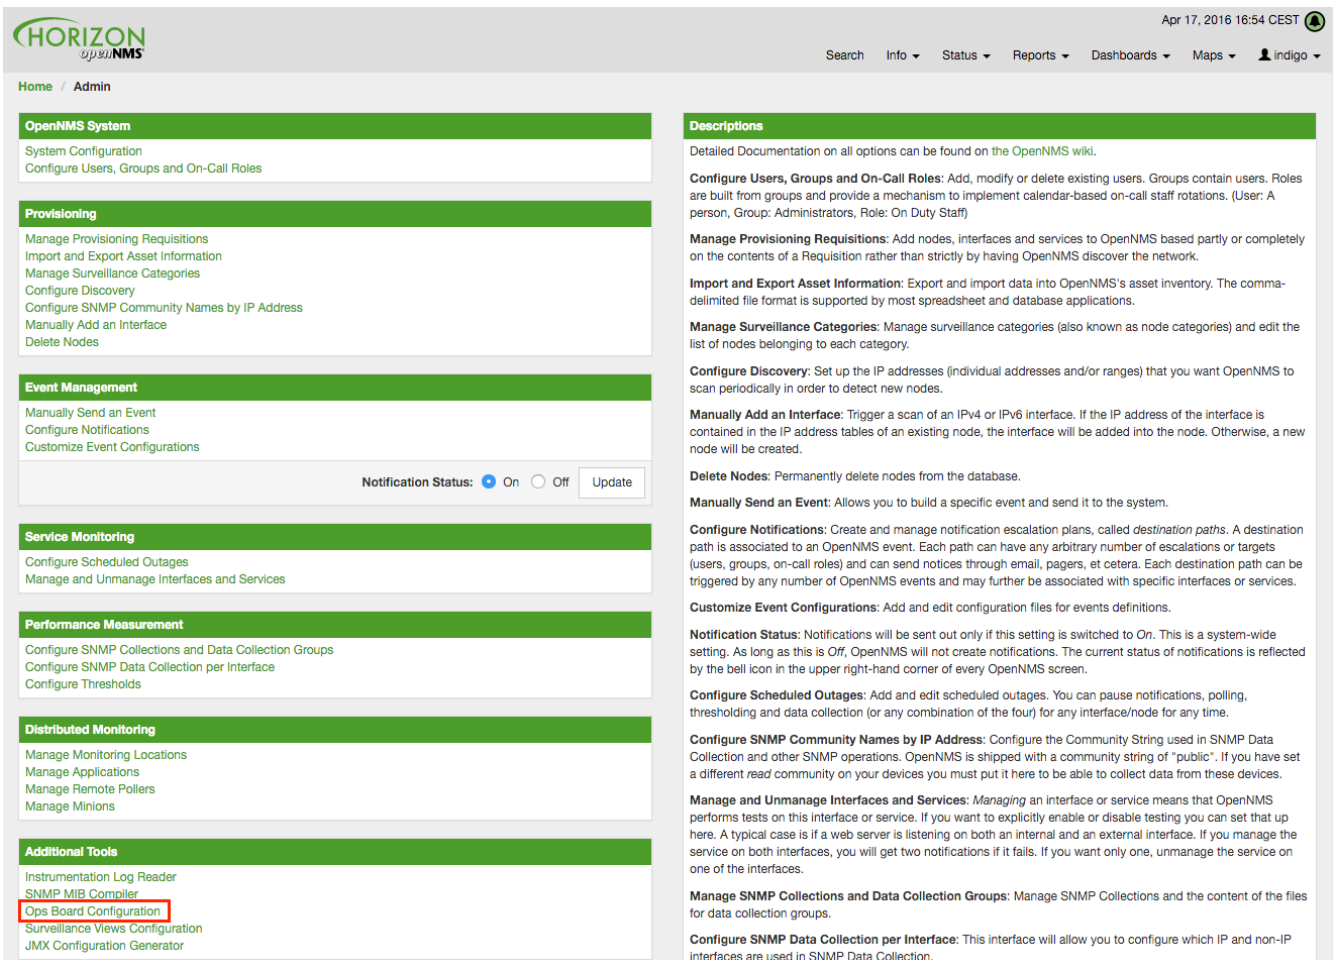 HORIZON
openNMS
Apr 17, 2016 16:54 CEST
Search Info Status Reports Dashboards Maps indigo
Home / Admin
OpenNMS System
System Configuration
Configure Users, Groups and On-Call Roles
Provisioning
Manage Provisioning Requisitions
Import and Export Asset Information
Manage Surveillance Categories
Configure Discovery
Configure SNMP Community Names by IP Address
Manually Add an Interface
Delete Nodes
Event Management
Manually Send an Event
Configure Notifications
Customize Event Configurations
Notification Status: On Off Update
Service Monitoring
Configure Scheduled Outages
Manage and Unmanage Interfaces and Services
Performance Measurement
Configure SNMP Collections and Data Collection Groups
Configure SNMP Data Collection per Interface
Configure Thresholds
Distributed Monitoring
Manage Monitoring Locations
Manage Applications
Manage Remote Pollers
Manage Minions
Additional Tools
Instrumentation Log Reader
SNMP MIB Compiler
Ops Board Configuration
Surveillance Views Configuration
JMX Configuration Generator
Descriptions
Detailed Documentation on all options can be found on the OpenNMS wiki.
Configure Users, Groups and On-Call Roles: Add, modify or delete existing users. Groups contain users. Roles
are built from groups and provide a mechanism to implement calendar-based on-call staff rotations. (User: A
person, Group: Administrators, Role: On Duty Staff)
Manage Provisioning Requisitions: Add nodes, interfaces and services to OpenNMS based partly or completely
on the contents of a Requisition rather than strictly by having OpenNMS discover the network.
Import and Export Asset Information: Export and import data into OpenNMS's asset inventory. The comma-
delimited file format is supported by most spreadsheet and database applications.
Manage Surveillance Categories: Manage surveillance categories (also known as node categories) and edit the
list of nodes belonging to each category.
Configure Discovery: Set up the IP addresses (individual addresses and/or ranges) that you want OpenNMS to
scan periodically in order to detect new nodes.
Manually Add an Interface: Trigger a scan of an IPv4 or IPv6 interface. If the IP address of the interface is
contained in the IP address tables of an existing node, the interface will be added into the node. Otherwise, a new
node will be created.
Delete Nodes: Permanently delete nodes from the database.
Manually Send an Event: Allows you to build a specific event and send it to the system.
Configure Notifications: Create and manage notification escalation plans, called destination paths. A destination
path is associated to an OpenNMS event. Each path can have any arbitrary number of escalations or targets
(users, groups, on-call roles) and can send notices through email, pagers, et cetera. Each destination path can be
triggered by any number of OpenNMS events and may further be associated with specific interfaces or services.
Customize Event Configurations: Add and edit configuration files for events definitions.
Notification Status: Notifications will be sent out only if this setting is switched to On. This is a system-wide
setting. As long as this is Off, OpenNMS will not create notifications. The current status of notifications is reflected
by the bell icon in the upper right-hand corner of every OpenNMS screen.
Configure Scheduled Outages: Add and edit scheduled outages. You can pause notifications, polling,
thresholding and data collection (or any combination of the four) for any interface/node for any time.
Configure SNMP Community Names by IP Address: Configure the Community String used in SNMP Data
Collection and other SNMP operations. OpenNMS is shipped with a community string of "public". If you have set
a different read community on your devices you must put it here to be able to collect data from these devices.
Manage and Unmanage Interfaces and Services: Managing an interface or service means that OpenNMS
performs tests on this interface or service. If you want to explicitly enable or disable testing you can set that up
here. A typical case is if a web server is listening on both an internal and an external interface. If you manage the
service on both interfaces, you will get two notifications if it fails. If you want only one, unmanage the service on
one of the interfaces.
Manage SNMP Collections and Data Collection Groups: Manage SNMP Collections and the content of the files
for data collection groups.
Configure SNMP Data Collection per Interface: This interface will allow you to configure which IP and non-IP
interfaces are used in SNMP Data Collection.